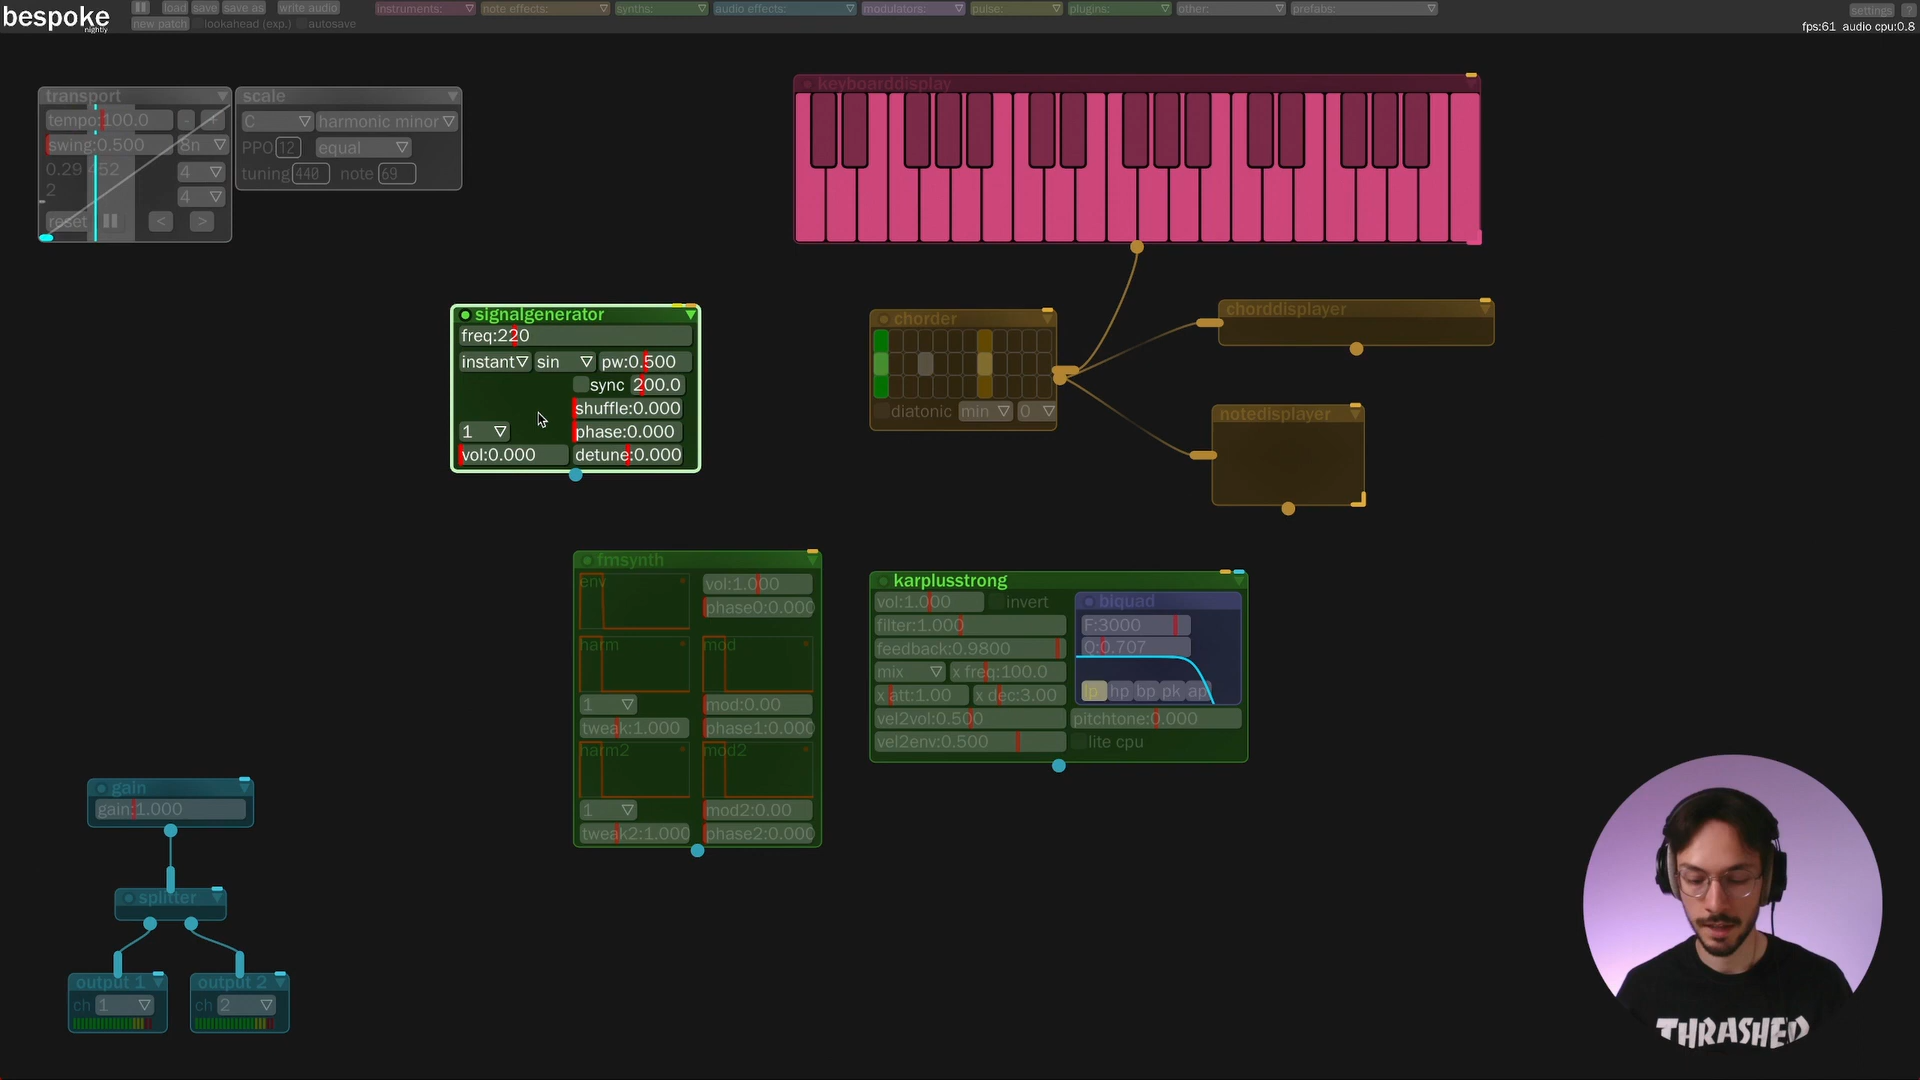 bespoke
nightly
load save save as write audio
new patch lookahead (exp.) autosave
instruments: note effects: synths: audio effects: modulators: pulse: plugins: other: prefabs:
settings ?
fps:61 audio cpu:0.8
transport
tempo:100.0 - +
swing:0.500 8n
4
2
4
reset < >
scale
C harmonic minor
PPO 12 equal
tuning 440 note 69
keyboarddisplay
signalgenerator
freq:220
instant sin pw:0.500
sync 200.0
shuffle:0.000
1 phase:0.000
vol:0.000 detune:0.000
chorder
diatonic min 0
chorddisplayer
notedisplayer
fmsynth
env vol:1.000
phase0:0.000
harm mod
1 mod:0.00
tweak:1.000 phase1:0.000
harm2 mod2
1 mod2:0.00
tweak2:1.000 phase2:0.000
karplusstrong
vol:1.000 invert
filter:1.000
feedback:0.9800
mix x freq:100.0
x att:1.00 x dec:3.00
vel2vol:0.500 pitchtone:0.000
vel2env:0.500 lite cpu
biquad
F:3000
Q:0.707
lp hp bp pk ap
gain
gain:1.000
splitter
output 1
ch 1
output 2
ch 2
THRASHER